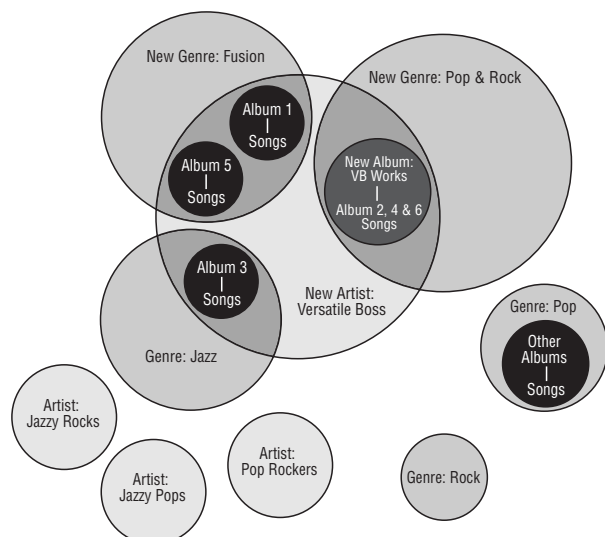 New Genre: Fusion
New Genre: Pop & Rock
Album 1
Songs
Album 5
Songs
New Album:
VB Works
Album 2, 4 & 6
Songs
Album 3
Songs
New Artist:
Versatile Boss
Genre: Jazz
Genre: Pop
Other
Albums
Songs
Artist:
Jazzy Rocks
Artist:
Jazzy Pops
Artist:
Pop Rockers
Genre: Rock